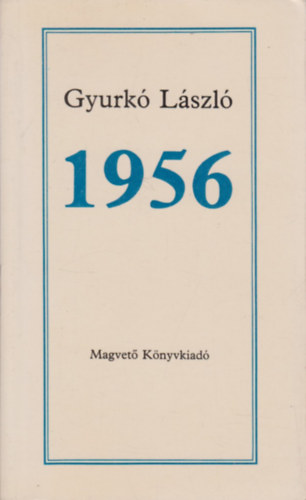 Gyurkó László
1956
Magvető Könyvkiadó